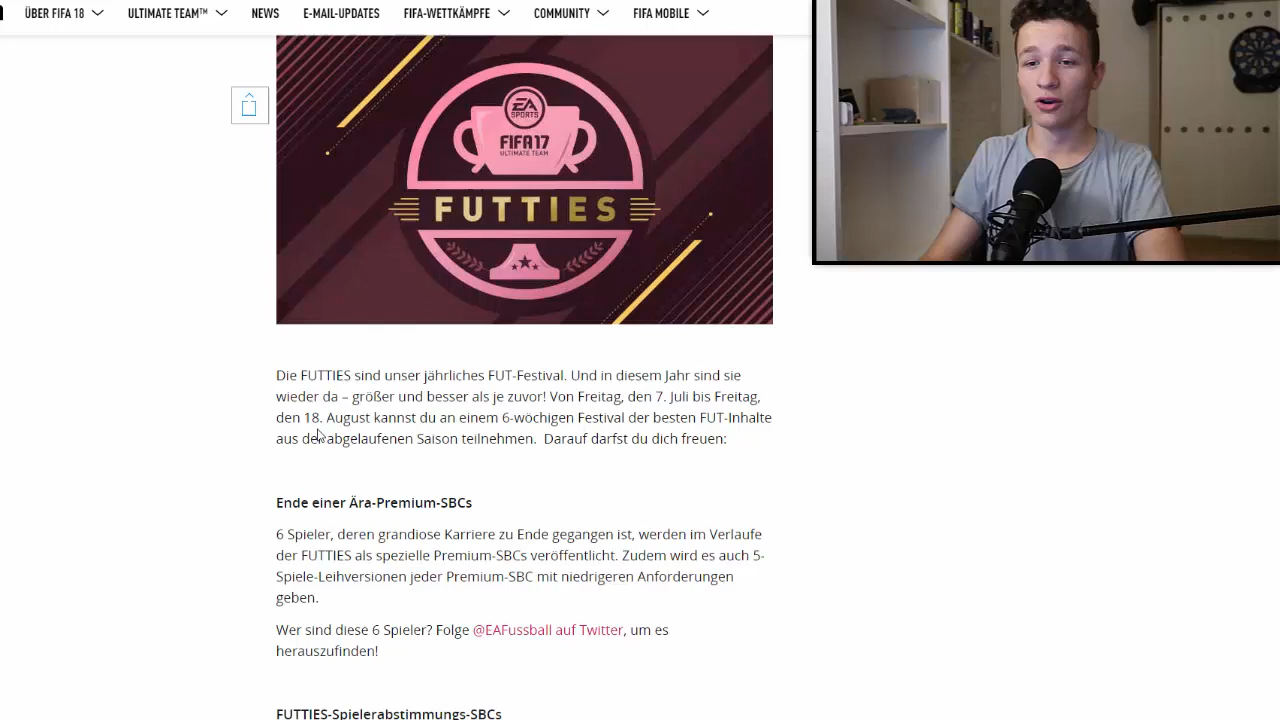 ÜBER FIFA 18 ULTIMATE TEAM™ NEWS E-MAIL-UPDATES FIFA-WETTKÄMPFE COMMUNITY FIFA MOBILE
EA
SPORTS
FIFA 17
ULTIMATE TEAM
FUTTIES
Die FUTTIES sind unser jährliches FUT-Festival. Und in diesem Jahr sind sie
wieder da – größer und besser als je zuvor! Von Freitag, den 7. Juli bis Freitag,
den 18. August kannst du an einem 6-wöchigen Festival der besten FUT-Inhalte
aus der abgelaufenen Saison teilnehmen. Darauf darfst du dich freuen:
Ende einer Ära-Premium-SBCs
6 Spieler, deren grandiose Karriere zu Ende gegangen ist, werden im Verlaufe
der FUTTIES als spezielle Premium-SBCs veröffentlicht. Zudem wird es auch 5-
Spiele-Leihversionen jeder Premium-SBC mit niedrigeren Anforderungen
geben.
Wer sind diese 6 Spieler? Folge @EAFussball auf Twitter, um es
herauszufinden!
FUTTIES-Spielerabstimmungs-SBCs